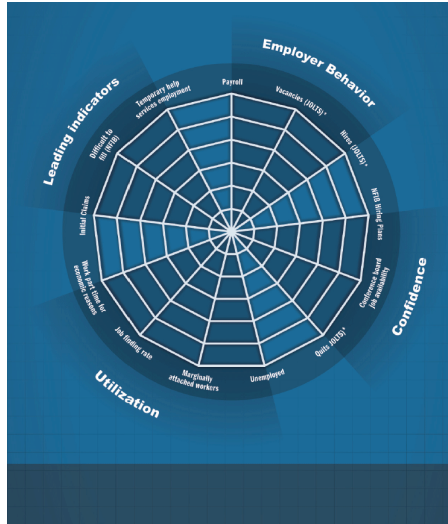 Employer Behavior
Leading indicators
Confidence
Utilization
Payroll
Vacancies (JOLTS)*
Hires (JOLTS)*
NFIB Hiring Plans
Conference board
job availability
Quits JOLTS)*
Unemployed
Marginally
attached workers
Job finding rate
Work part time for
economic reasons
Initial Claims
Difficult to
fill (NFIB)
Temporary help
services employment